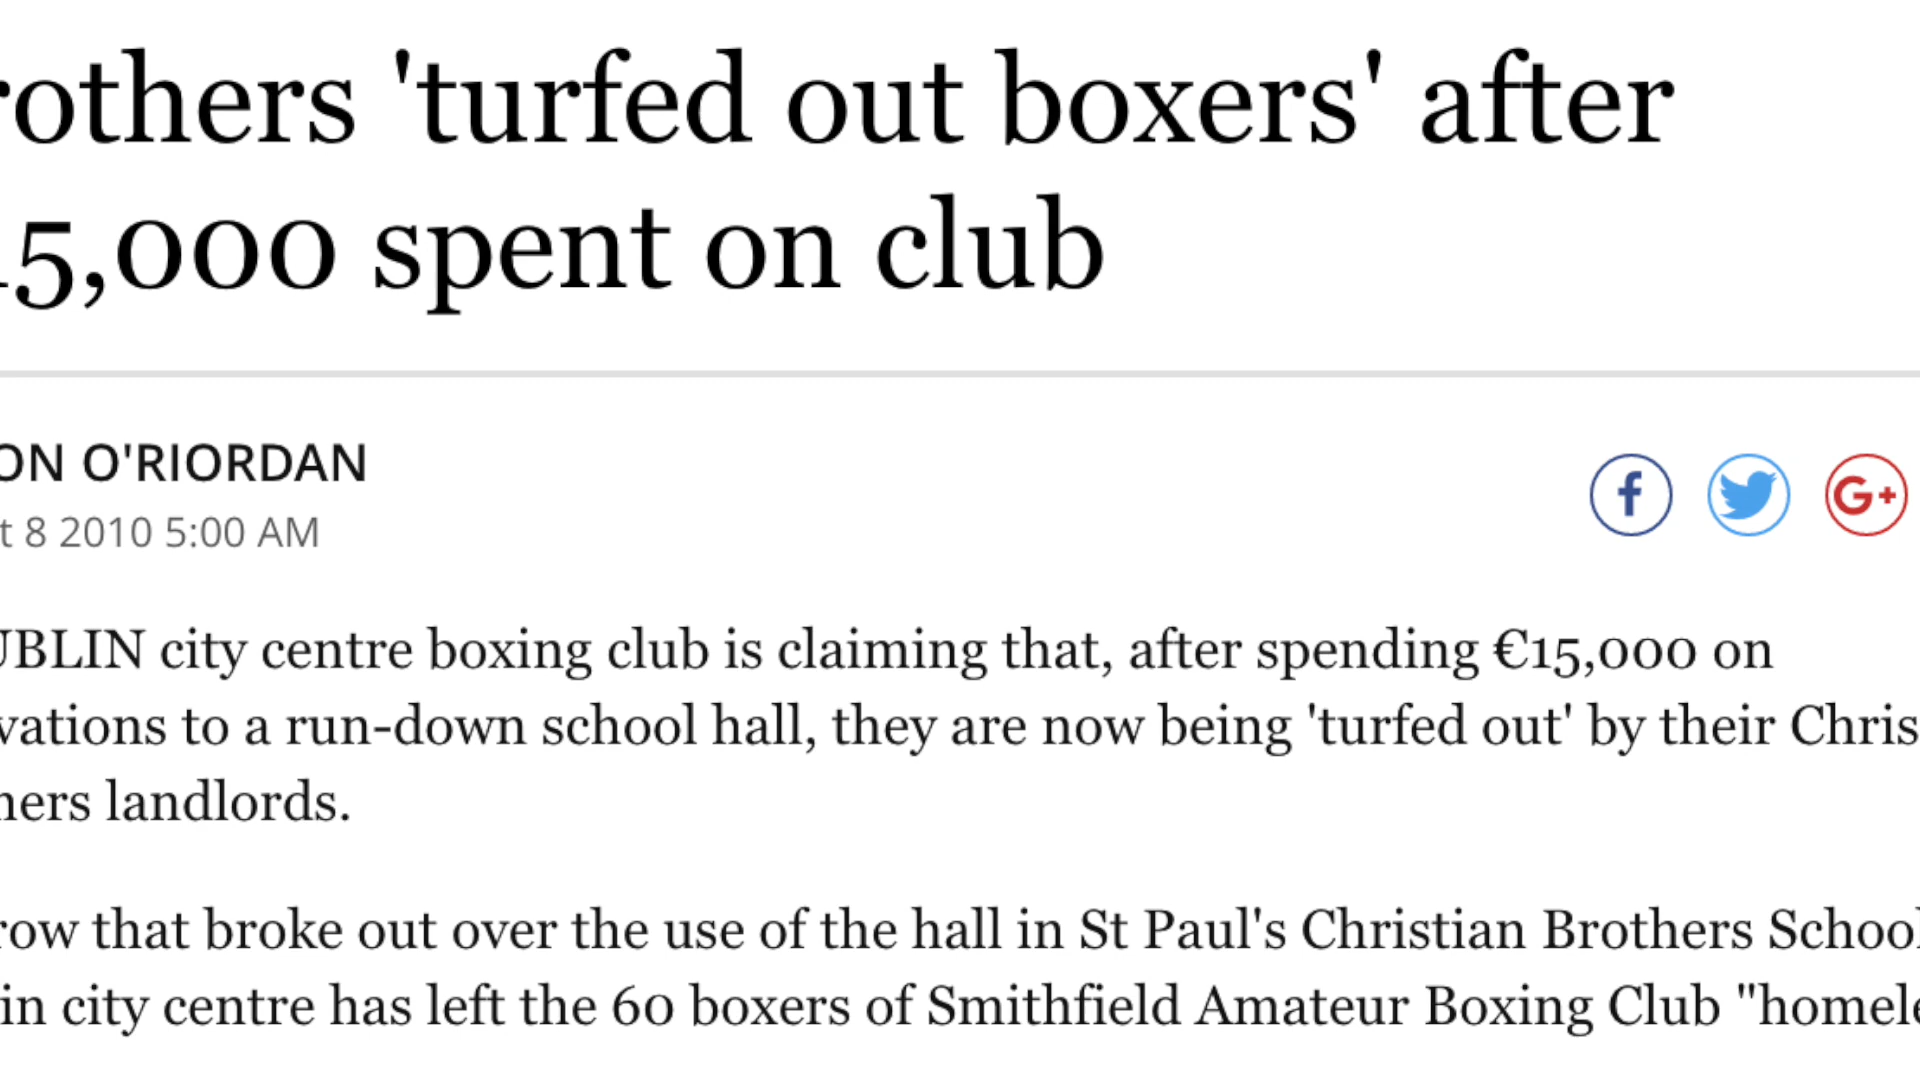 rothers 'turfed out boxers' after
15,000 spent on club
ON O'RIORDAN
t 8 2010 5:00 AM
f
G+
UBLIN city centre boxing club is claiming that, after spending €15,000 on
vations to a run-down school hall, they are now being 'turfed out' by their Chris
hers landlords.
row that broke out over the use of the hall in St Paul's Christian Brothers School
in city centre has left the 60 boxers of Smithfield Amateur Boxing Club "homele